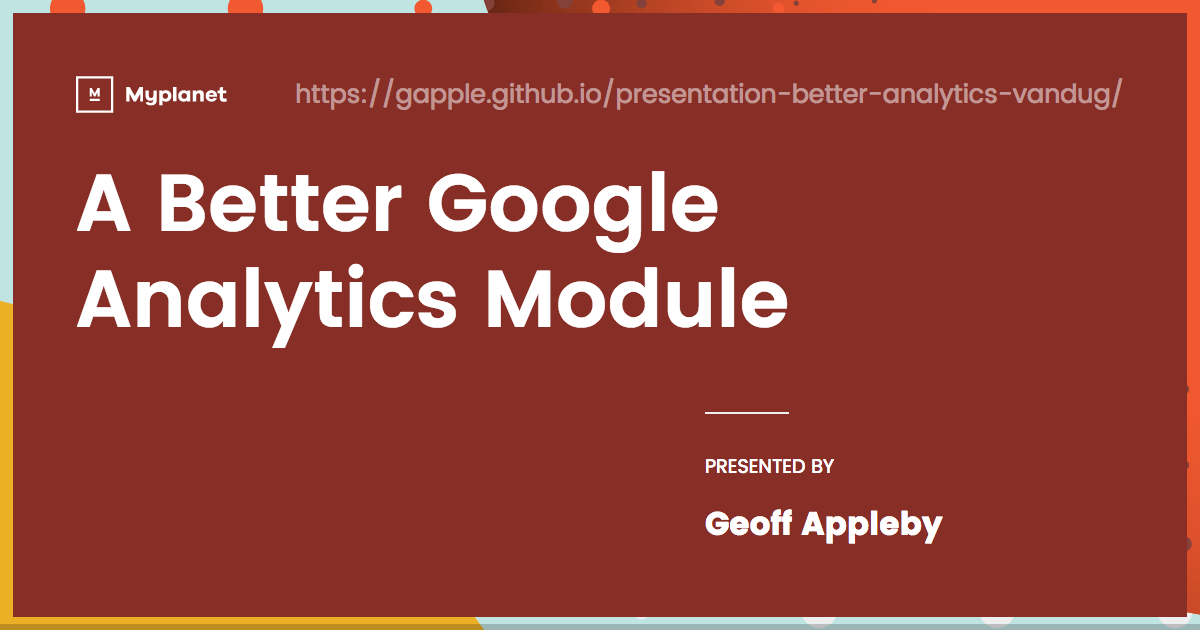 M
Myplanet
https://gapple.github.io/presentation-better-analytics-vandug/
A Better Google
Analytics Module
PRESENTED BY
Geoff Appleby